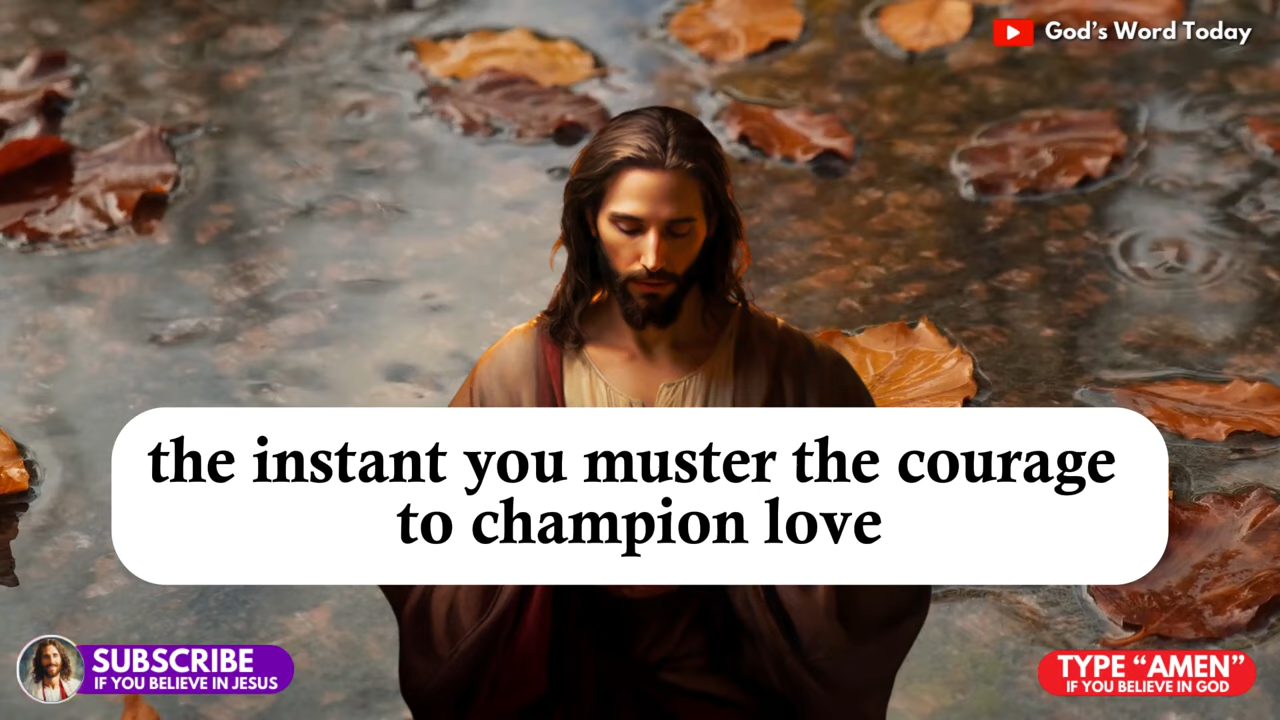 God's Word Today
the instant you muster the courage
to champion love
SUBSCRIBE
IF YOU BELIEVE IN JESUS
TYPE “AMEN”
IF YOU BELIEVE IN GOD